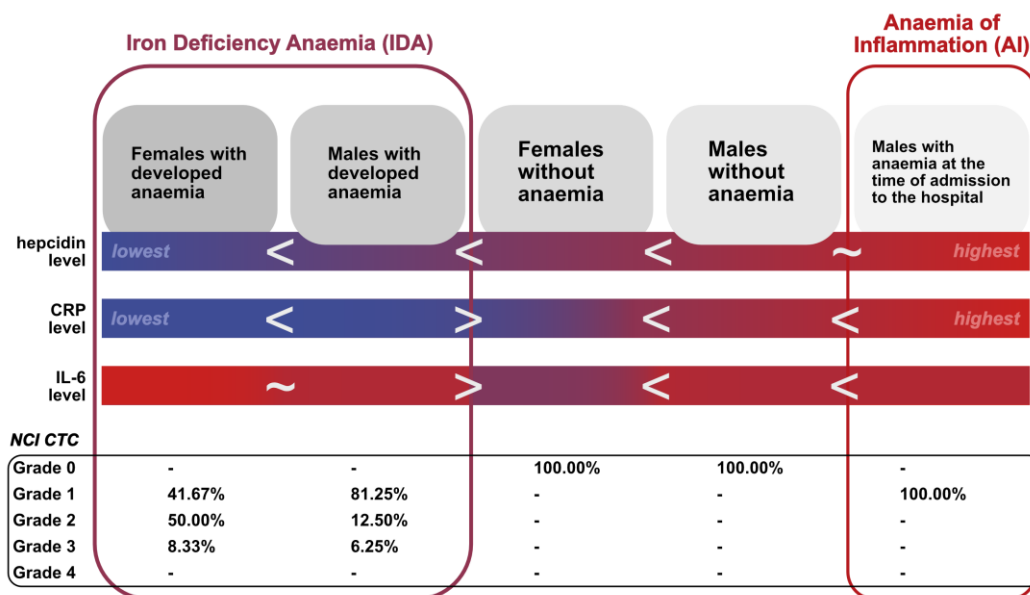 Iron Deficiency Anaemia (IDA)
Anaemia of
Inflammation (AI)
Females with
developed
anaemia
Males with
developed
anaemia
Females
without
anaemia
Males
without
anaemia
Males with
anaemia at the
time of admission
to the hospital
hepcidin
level
lowest < < < ~ highest
CRP
level
lowest < > < < highest
IL-6
level
~ > < <
NCI CTC
Grade 0 - - 100.00% 100.00% -
Grade 1 41.67% 81.25% - - 100.00%
Grade 2 50.00% 12.50% - - -
Grade 3 8.33% 6.25% - - -
Grade 4 - - - - -